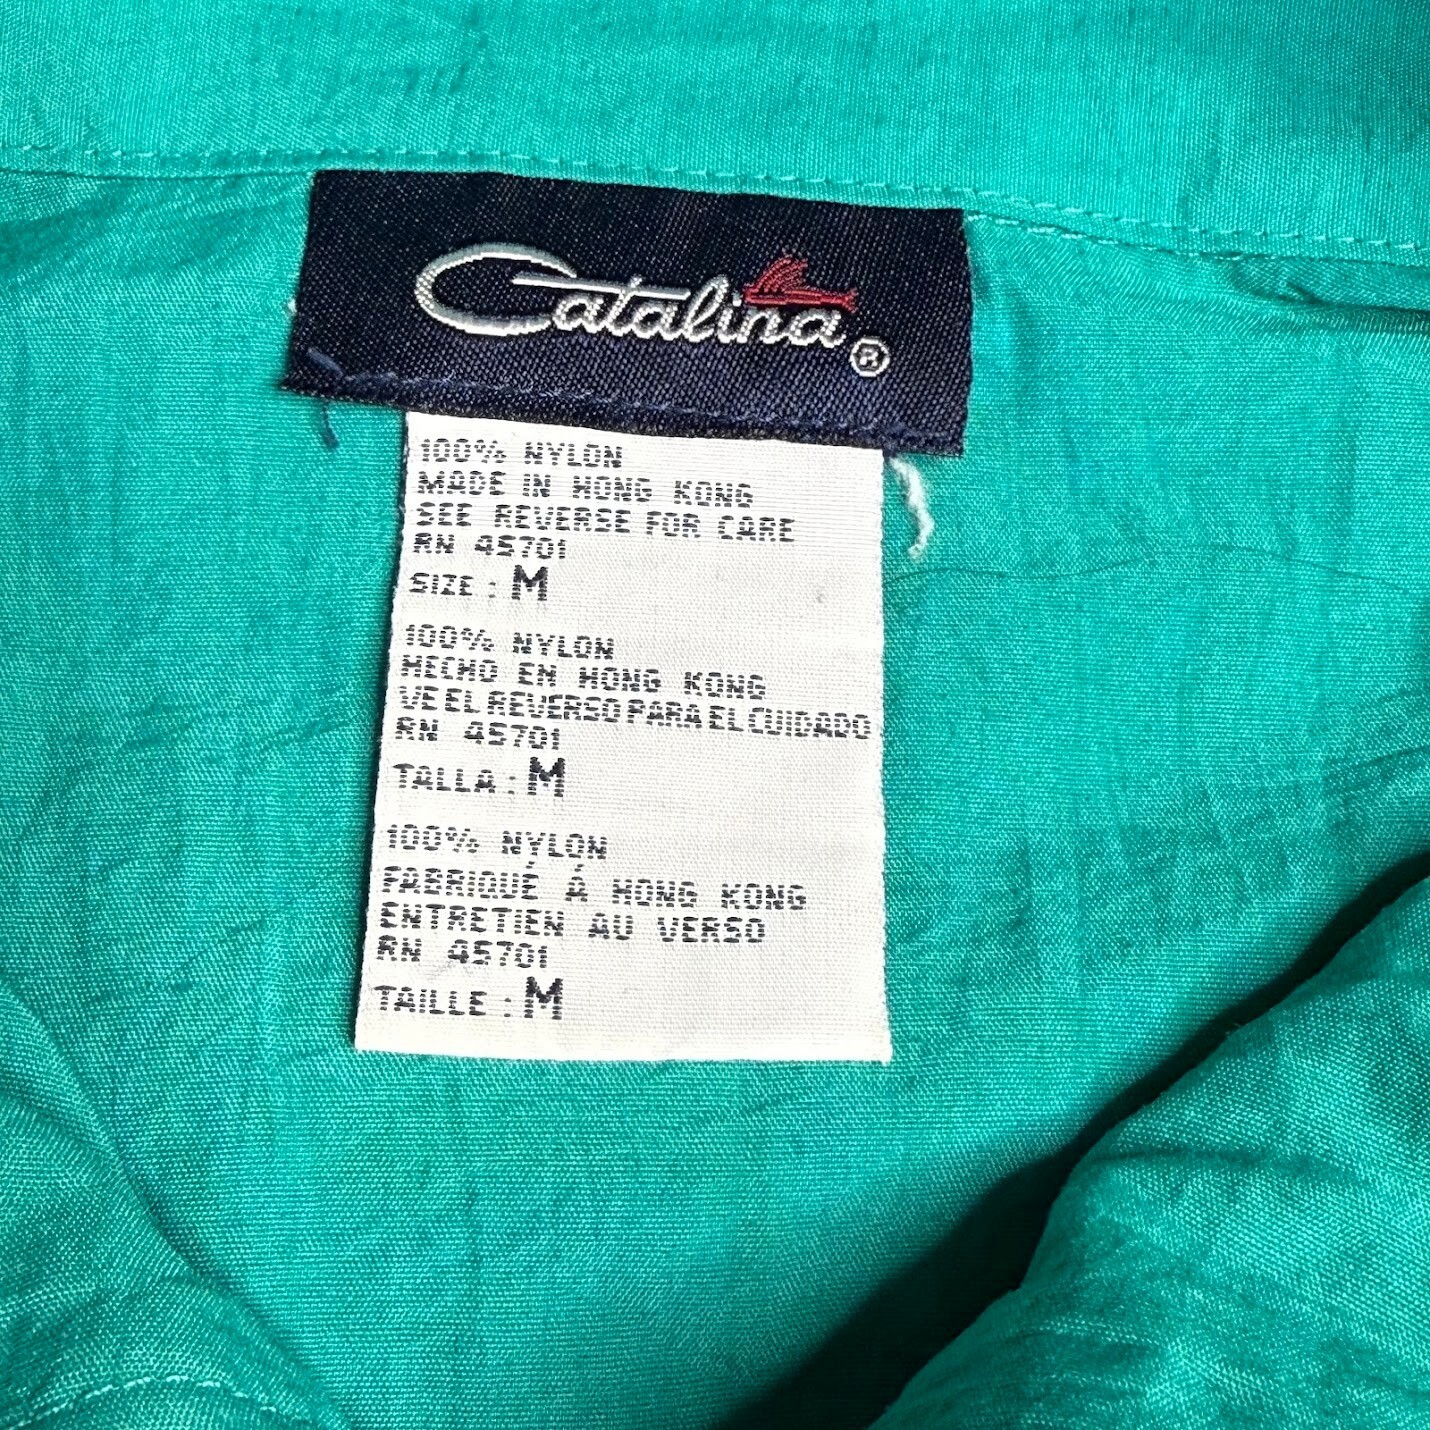 Catalina®
100% NYLON
MADE IN HONG KONG
SEE REVERSE FOR CARE
RN 45701
SIZE : M
100% NYLON
HECHO EN HONG KONG
VEEL REVERSO PARA EL CUIDADO
RN 45701
TALLA : M
100% NYLON
FABRIQUÉ À HONG KONG
ENTRETIEN AU VERSO
RN 45701
TAILLE : M